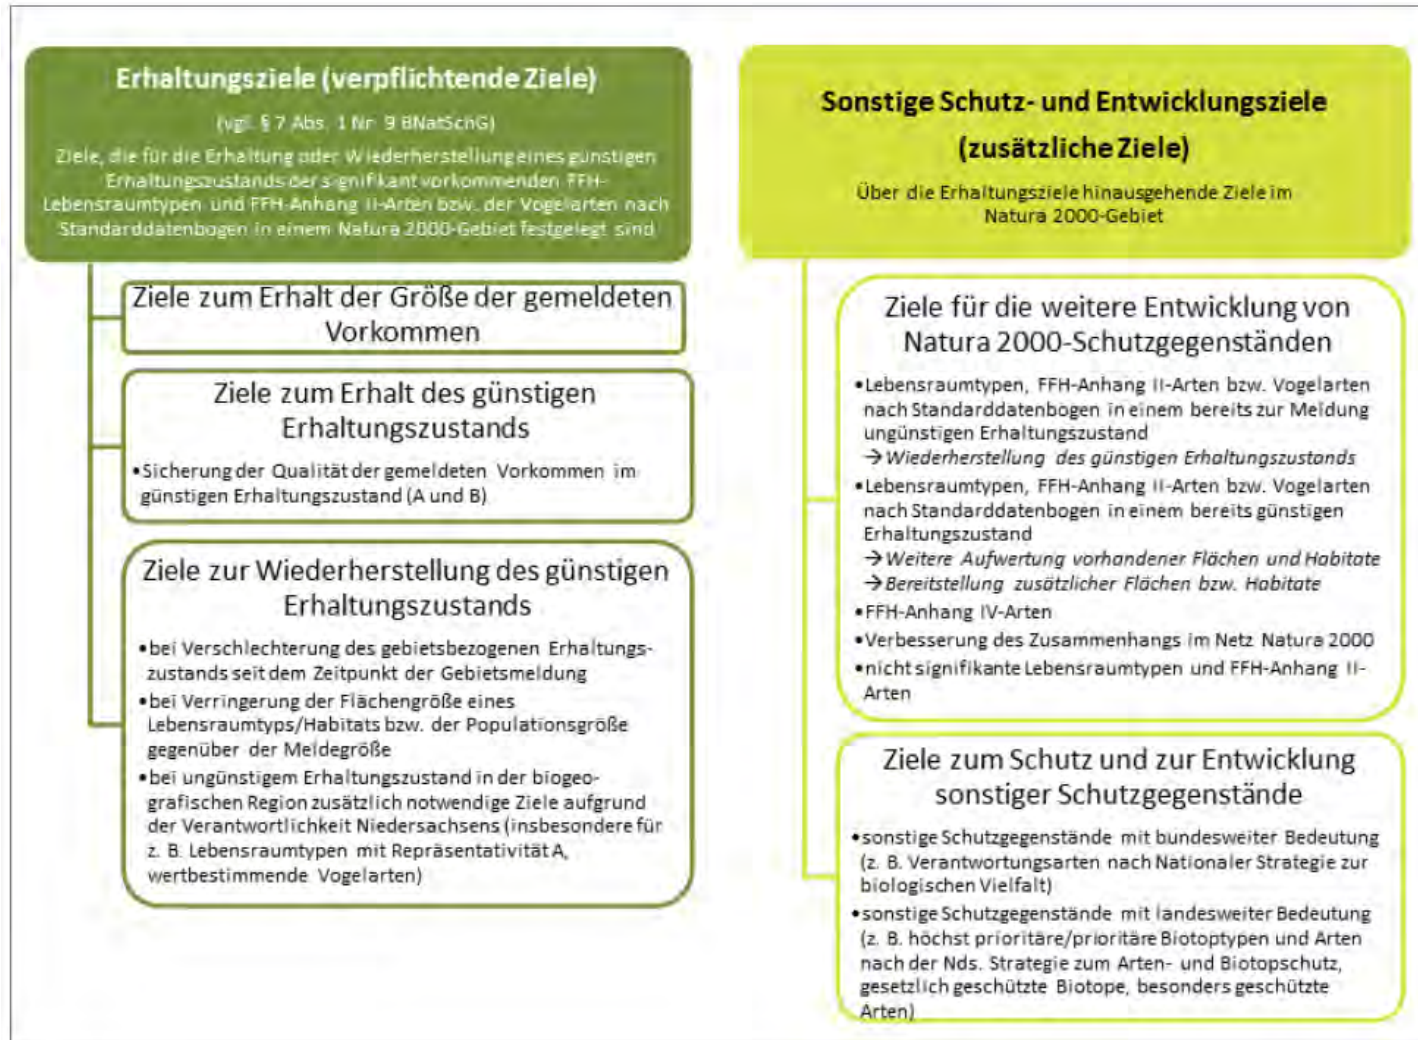 Erhaltungsziele (verpflichtende Ziele)
(vgl. § 7 Abs. 1 Nr. 9 BNatSchG)
Ziele, die für die Erhaltung oder Wiederherstellung eines günstigen
Erhaltungszustands der signifikant vorkommenden FFH-
Lebensraumtypen und FFH-Anhang II-Arten bzw. der Vogelarten nach
Standarddatenbogen in einem Natura 2000-Gebiet festgelegt sind
Ziele zum Erhalt der Größe der gemeldeten
Vorkommen
Ziele zum Erhalt des günstigen
Erhaltungszustands
•Sicherung der Qualität der gemeldeten Vorkommen im
günstigen Erhaltungszustand (A und B)
Ziele zur Wiederherstellung des günstigen
Erhaltungszustands
•bei Verschlechterung des gebietsbezogenen Erhaltungs-
zustands seit dem Zeitpunkt der Gebietsmeldung
•bei Verringerung der Flächengröße eines
Lebensraumtyps/Habitats bzw. der Populationsgröße
gegenüber der Meldegröße
•bei ungünstigem Erhaltungszustand in der biogeo-
grafischen Region zusätzlich notwendige Ziele aufgrund
der Verantwortlichkeit Niedersachsens (insbesondere für
z. B. Lebensraumtypen mit Repräsentativität A,
wertbestimmende Vogelarten)
Sonstige Schutz- und Entwicklungsziele
(zusätzliche Ziele)
Über die Erhaltungsziele hinausgehende Ziele im
Natura 2000-Gebiet
Ziele für die weitere Entwicklung von
Natura 2000-Schutzgegenständen
•Lebensraumtypen, FFH-Anhang II-Arten bzw. Vogelarten
nach Standarddatenbogen in einem bereits zur Meldung
ungünstigen Erhaltungszustand
→Wiederherstellung des günstigen Erhaltungszustands
•Lebensraumtypen, FFH-Anhang II-Arten bzw. Vogelarten
nach Standarddatenbogen in einem bereits günstigen
Erhaltungszustand
→Weitere Aufwertung vorhandener Flächen und Habitate
→Bereitstellung zusätzlicher Flächen bzw. Habitate
•FFH-Anhang IV-Arten
•Verbesserung des Zusammenhangs im Netz Natura 2000
•nicht signifikante Lebensraumtypen und FFH-Anhang II-
Arten
Ziele zum Schutz und zur Entwicklung
sonstiger Schutzgegenstände
•sonstige Schutzgegenstände mit bundesweiter Bedeutung
(z. B. Verantwortungsarten nach Nationaler Strategie zur
biologischen Vielfalt)
•sonstige Schutzgegenstände mit landesweiter Bedeutung
(z. B. höchst prioritäre/prioritäre Biotoptypen und Arten
nach der Nds. Strategie zum Arten- und Biotopschutz,
gesetzlich geschützte Biotope, besonders geschützte
Arten)